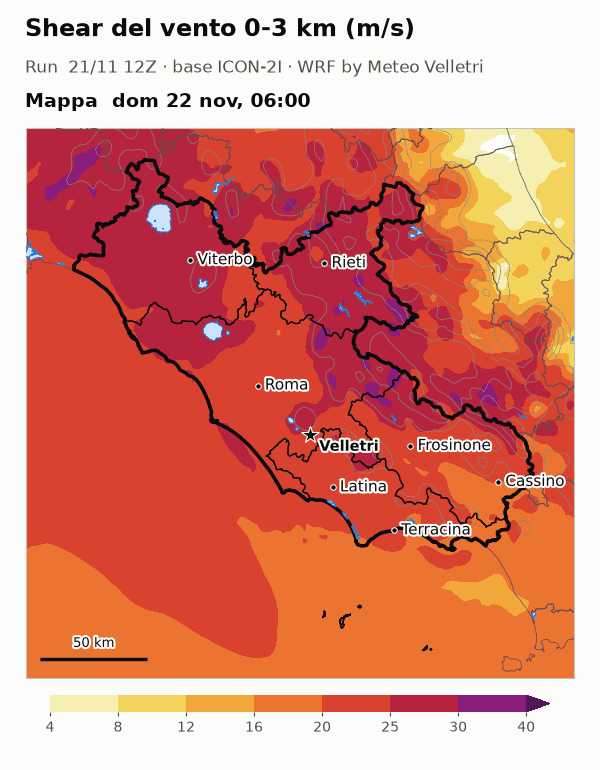 Shear del vento 0-3 km (m/s)
Run 21/11 12Z · base ICON-2I · WRF by Meteo Velletri
Mappa dom 22 nov, 06:00
Viterbo
Rieti
Roma
Velletri
Frosinone
Cassino
Latina
Terracina
50 km
4 8 12 16 20 25 30 40